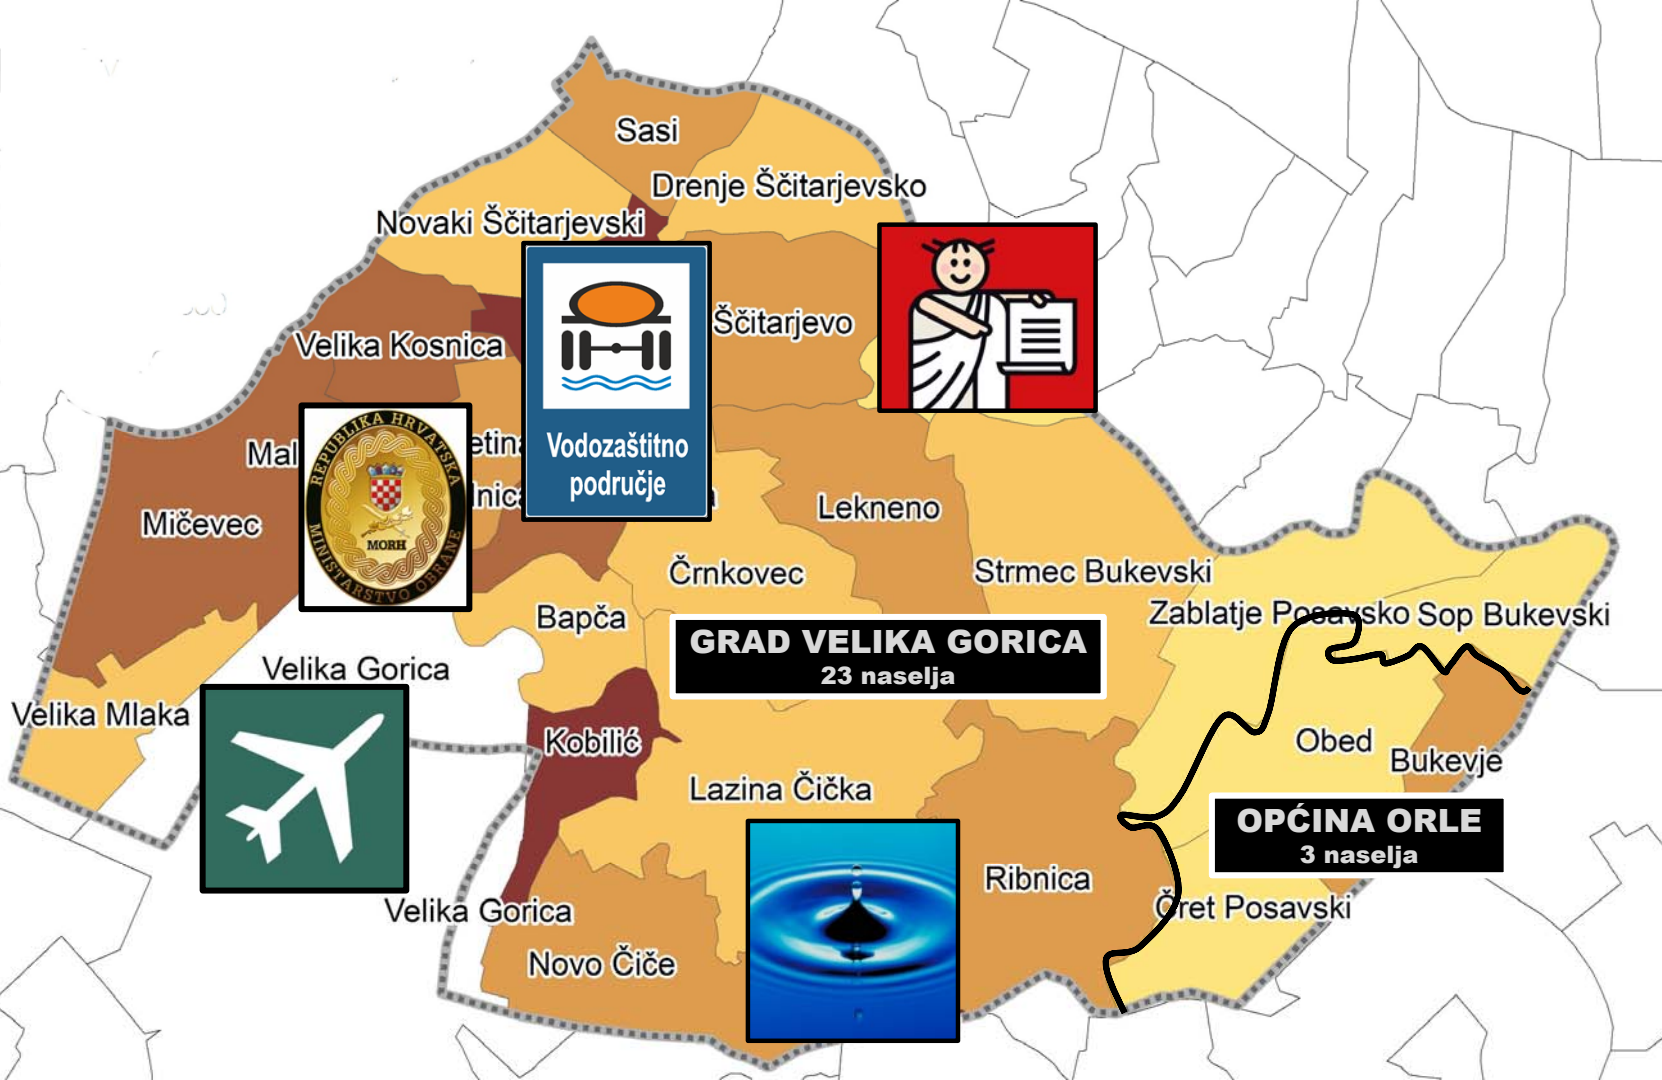 Sasi
Drenje Ščitarjevsko
Novaki Ščitarjevski
Ščitarjevo
Velika Kosnica
REPUBLIKA HRVATSKA
MORH
MINISTARSTVO OBRANE
Vodozaštitno
područje
Mičevec
Lekneno
Črnkovec
Strmec Bukevski
Bapča
Zablatje Posavsko
Sop Bukevski
GRAD VELIKA GORICA
23 naselja
Velika Gorica
Velika Mlaka
Kobilić
Obed
Bukevje
Lazina Čička
OPĆINA ORLE
3 naselja
Ribnica
Velika Gorica
Čret Posavski
Novo Čiče